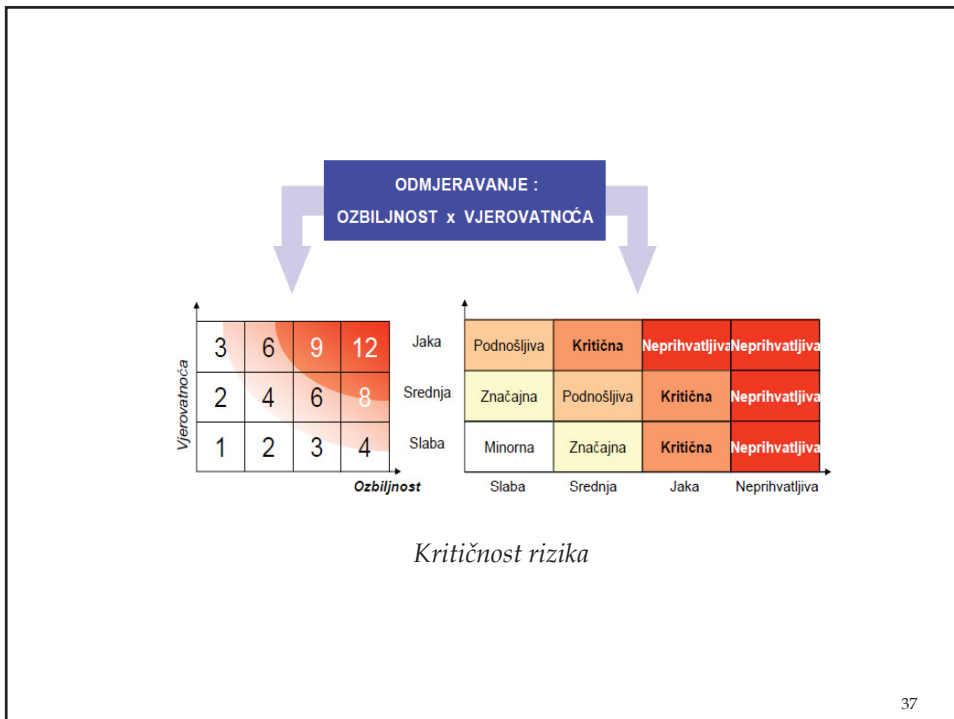 ODMJERAVANJE :
OZBILJNOST x VJEROVATNOĆA
Vjerovatnoća
3 6 9 12
2 4 6 8
1 2 3 4
Ozbiljnost
Jaka Podnošljiva Kritična Neprihvatljiva Neprihvatljiva
Srednja Značajna Podnošljiva Kritična Neprihvatljiva
Slaba Minorna Značajna Kritična Neprihvatljiva
Slaba Srednja Jaka Neprihvatljiva
Kritičnost rizika
37